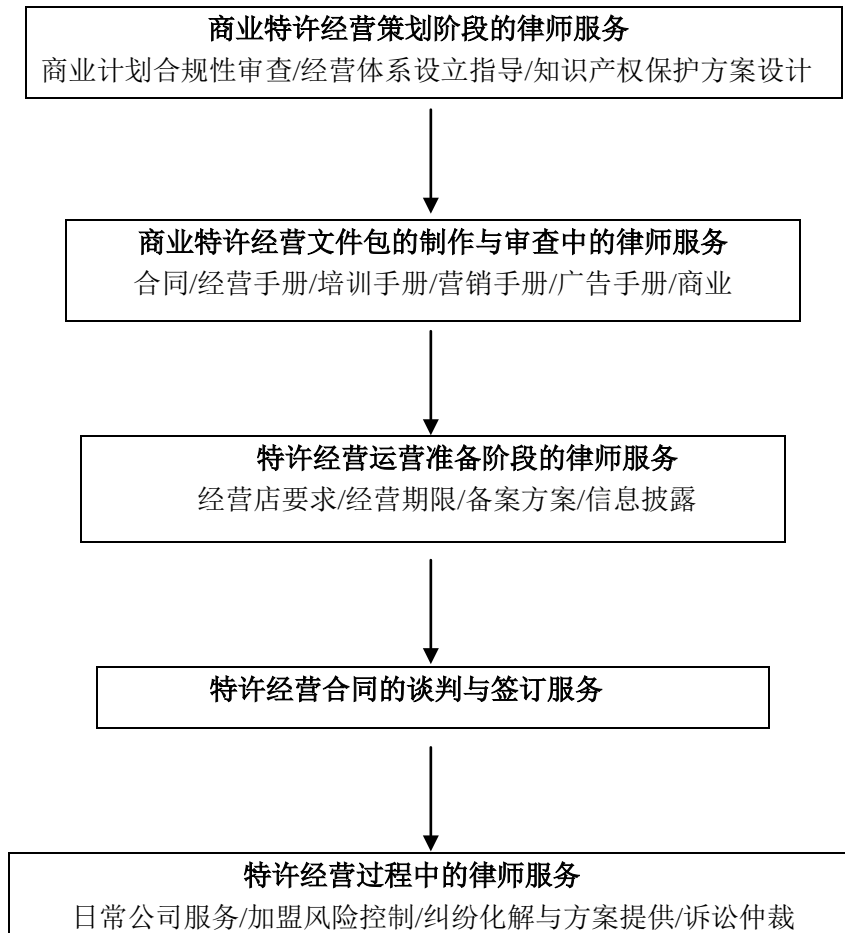 商业特许经营策划阶段的律师服务
商业计划合规性审查/经营体系设立指导/知识产权保护方案设计
商业特许经营文件包的制作与审查中的律师服务
合同/经营手册/培训手册/营销手册/广告手册/商业
特许经营运营准备阶段的律师服务
经营店要求/经营期限/备案方案/信息披露
特许经营合同的谈判与签订服务
特许经营过程中的律师服务
日常公司服务/加盟风险控制/纠纷化解与方案提供/诉讼仲裁